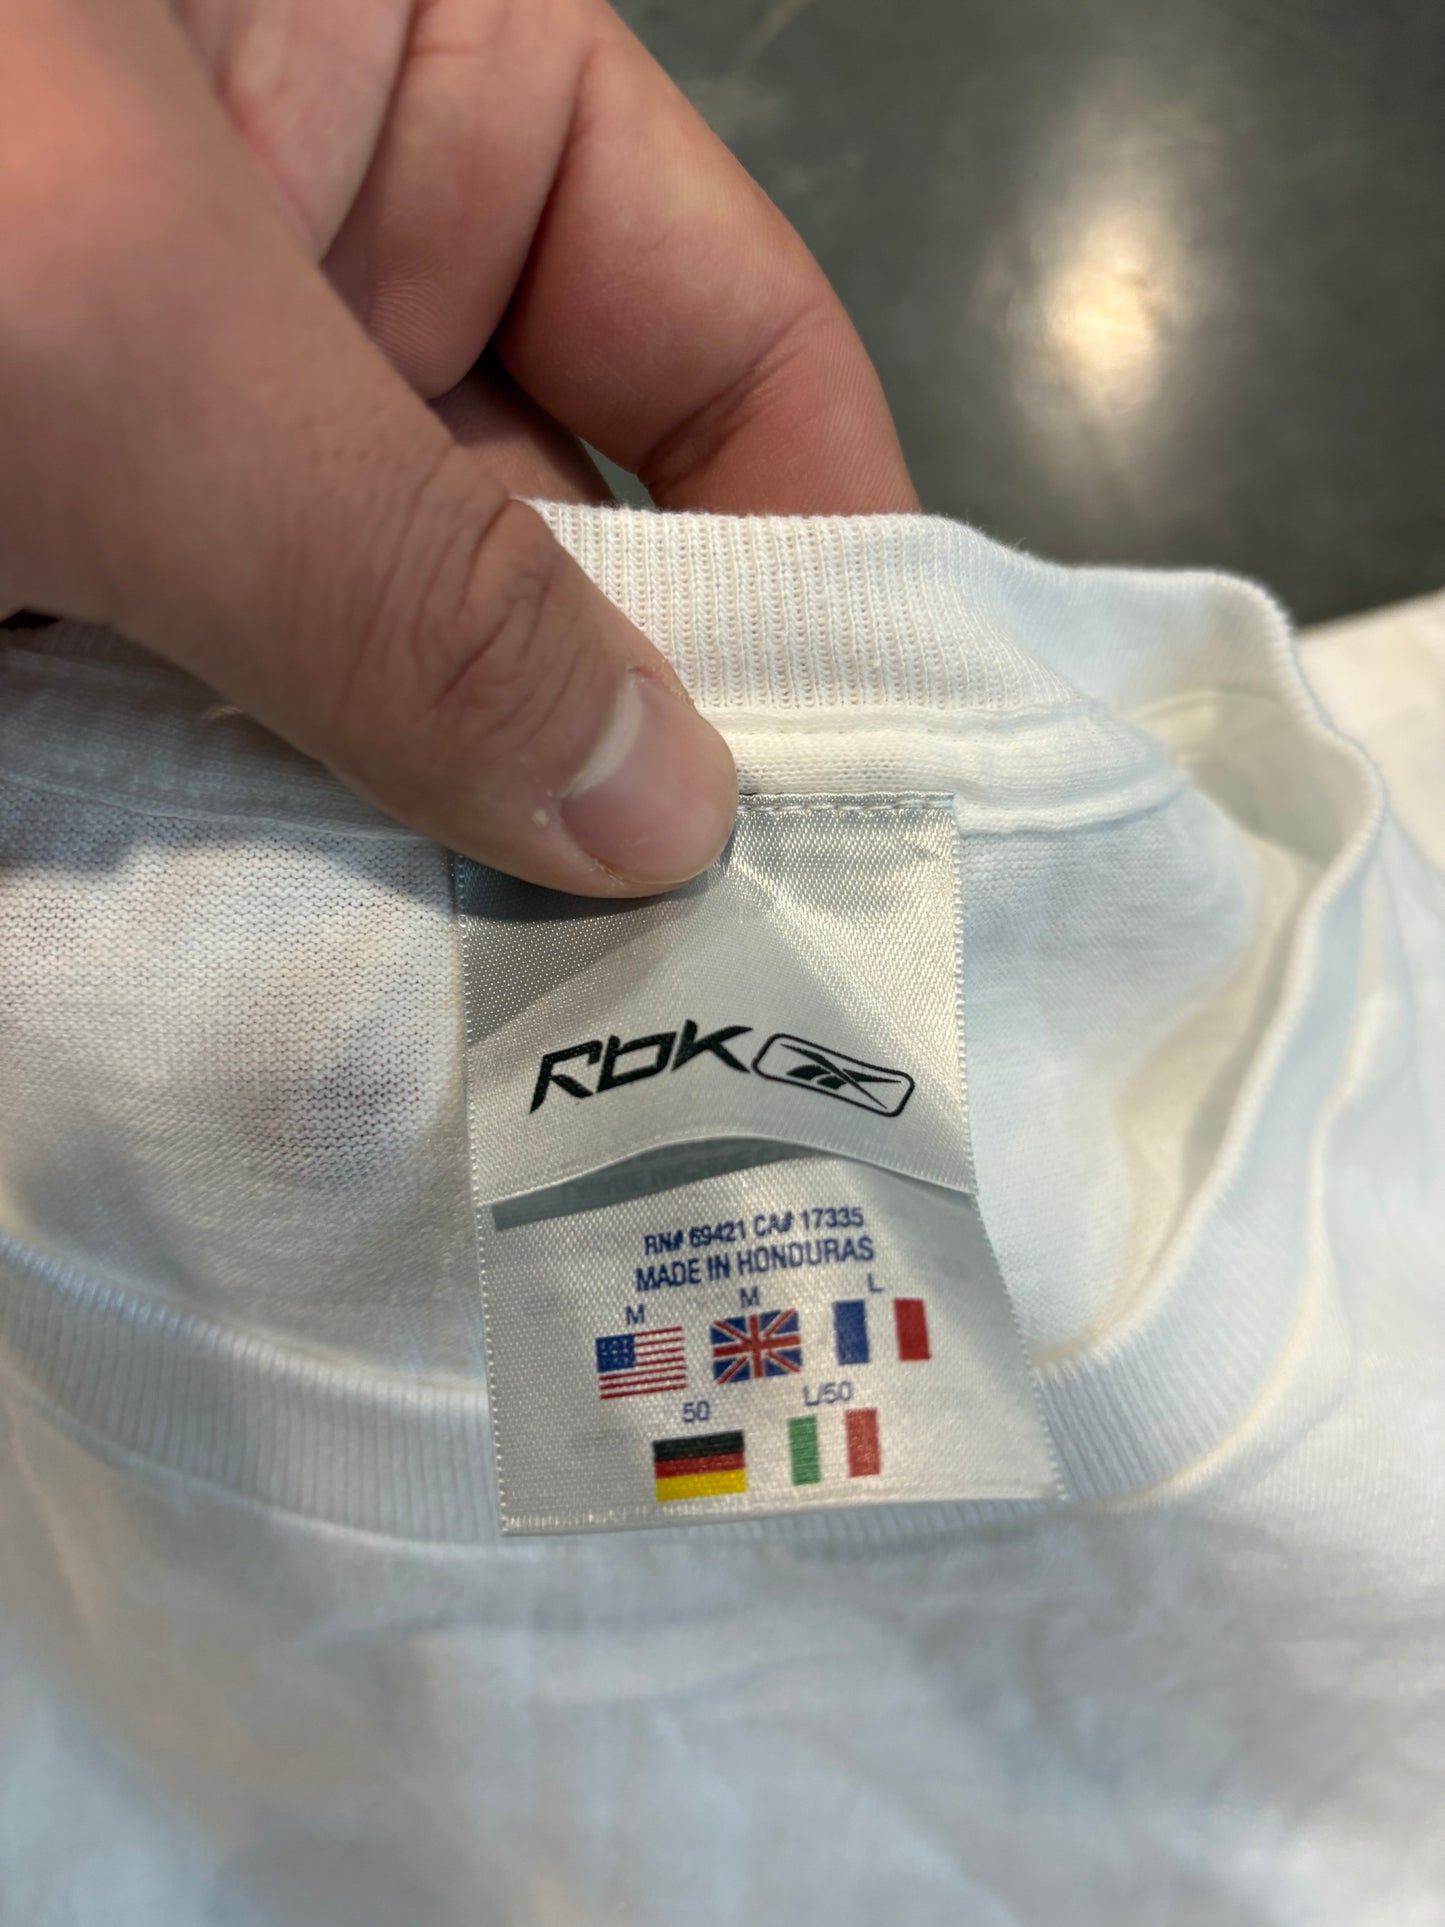 RbK
RN# 69421 CA# 17335
MADE IN HONDURAS
M M L
50 L/50